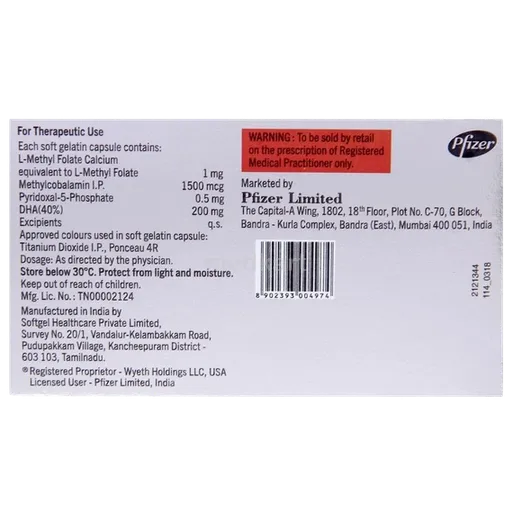 For Therapeutic Use
Each soft gelatin capsule contains:
L-Methyl Folate Calcium
equivalent to L-Methyl Folate 1 mg
Methylcobalamin I.P. 1500 mcg
Pyridoxal-5-Phosphate 0.5 mg
DHA(40%) 200 mg
Excipients q.s.
Approved colours used in soft gelatin capsule:
Titanium Dioxide I.P., Ponceau 4R
Dosage: As directed by the physician.
Store below 30°C. Protect from light and moisture.
Keep out of reach of children.
Mfg. Lic. No.: TN00002124
Manufactured in India by
Softgel Healthcare Private Limited,
Survey No. 20/1, Vandalur-Kelambakkam Road,
Pudupakkam Village, Kancheepuram District -
603 103, Tamilnadu.
® Registered Proprietor - Wyeth Holdings LLC, USA
Licensed User - Pfizer Limited, India
WARNING : To be sold by retail
on the prescription of Registered
Medical Practitioner only.
Pfizer
Marketed by
Pfizer Limited
The Capital-A Wing, 1802, 18th Floor, Plot No. C-70, G Block,
Bandra - Kurla Complex, Bandra (East), Mumbai 400 051, India
8 902393 004974
2121344
114_0318